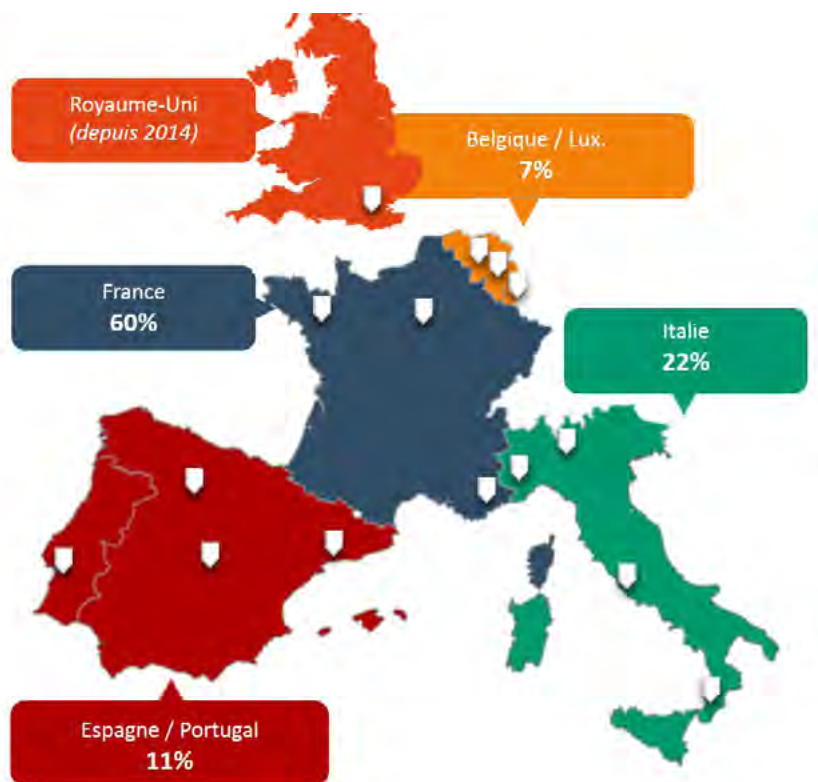 Royaume-Uni
(depuis 2014)
Belgique / Lux.
7%
France
60%
Italie
22%
Espagne / Portugal
11%